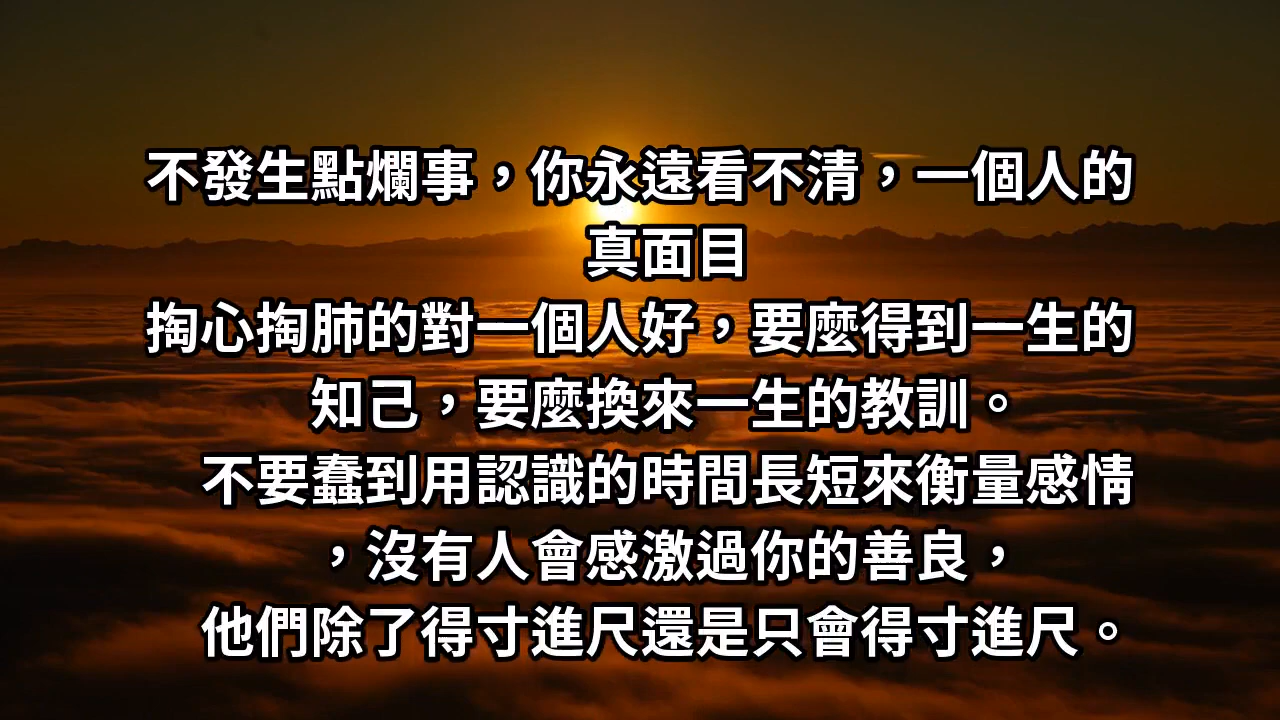 不發生點爛事，你永遠看不清，一個人的
真面目
掏心掏肺的對一個人好，要麼得到一生的
知己，要麼換來一生的教訓。
不要蠢到用認識的時間長短來衡量感情
，沒有人會感激過你的善良，
他們除了得寸進尺還是只會得寸進尺。